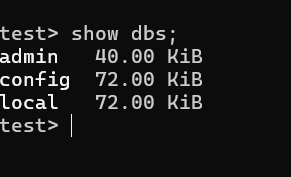 test> show dbs;
admin   40.00 KiB
config  72.00 KiB
local   72.00 KiB
test>